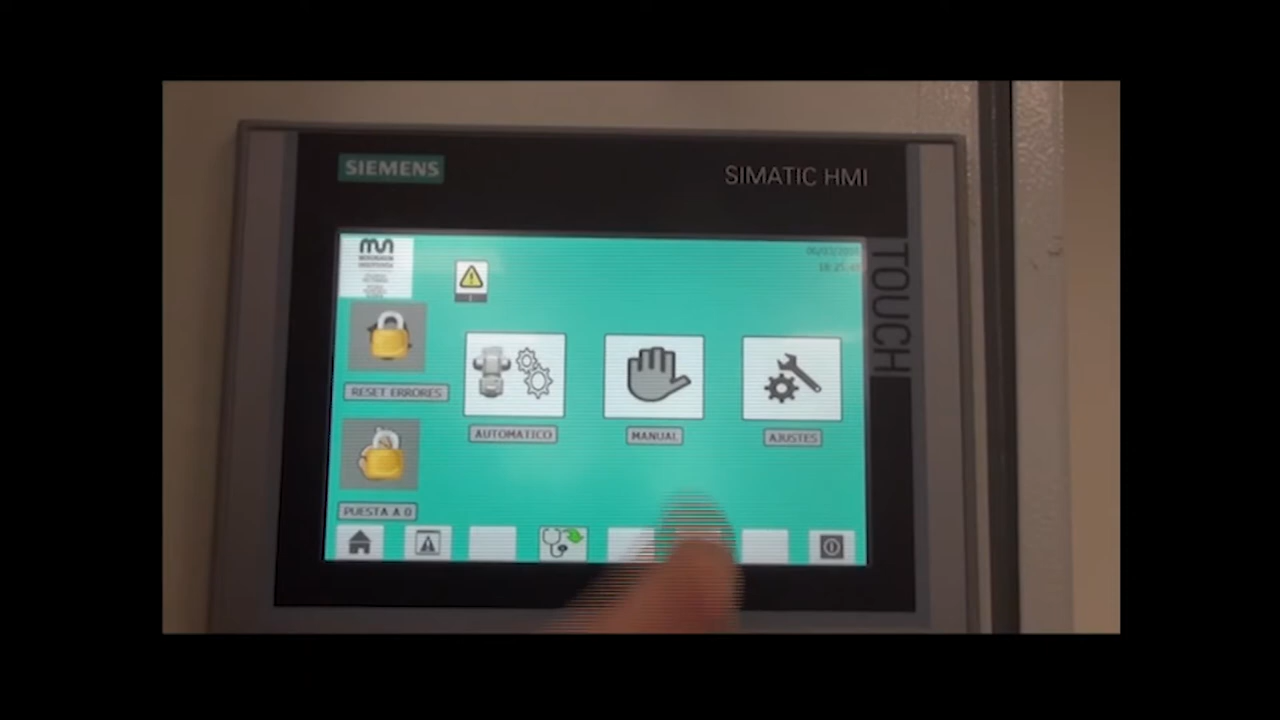 SIEMENS
SIMATIC HMI
TOUCH
RESET ERRORES
AUTOMATICO
MANUAL
AJUSTES
PUESTA A 0